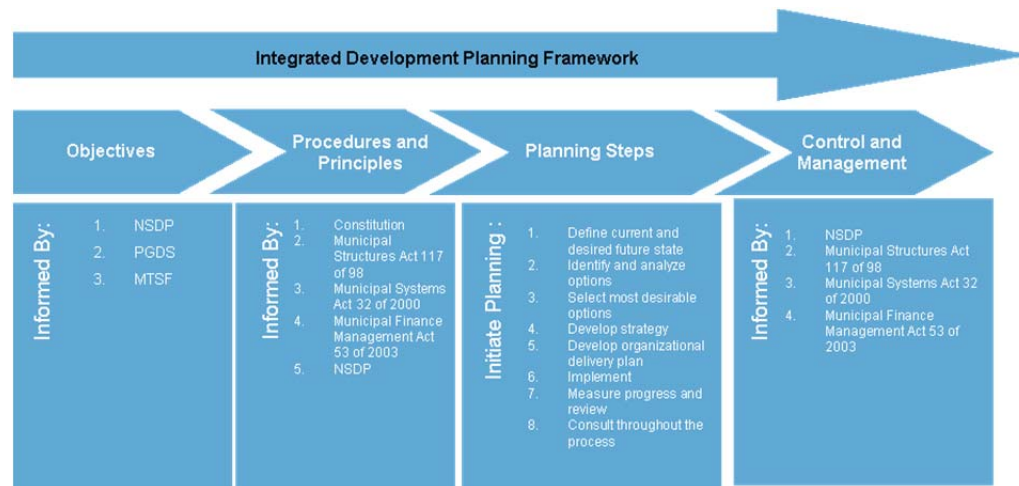 Integrated Development Planning Framework
Objectives
Procedures and
Principles
Planning Steps
Control and
Management
Informed By:
1. NSDP
2. PGDS
3. MTSF
Informed By:
1. Constitution
2. Municipal
Structures Act 117
of 98
3. Municipal Systems
Act 32 of 2000
4. Municipal Finance
Management Act
53 of 2003
5. NSDP
Initiate Planning :
1. Define current and
desired future state
2. Identify and analyze
options
3. Select most desirable
options
4. Develop strategy
5. Develop organizational
delivery plan
6. Implement
7. Measure progress and
review
8. Consult throughout the
process
Informed By:
1. NSDP
2. Municipal Structures Act
117 of 98
3. Municipal Systems Act 32
of 2000
4. Municipal Finance
Management Act 53 of
2003